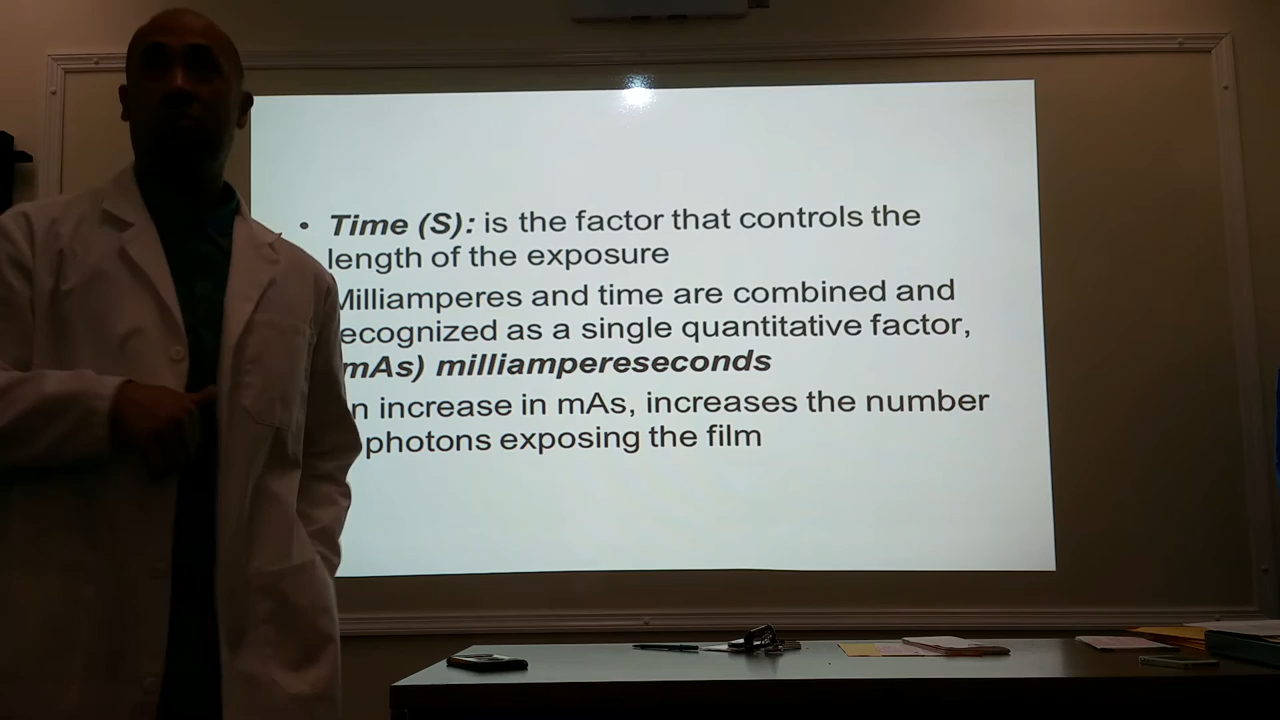 • Time (S): is the factor that controls the
length of the exposure
Milliamperes and time are combined and
ecognized as a single quantitative factor,
mAs) milliampereseconds
n increase in mAs, increases the number
photons exposing the film